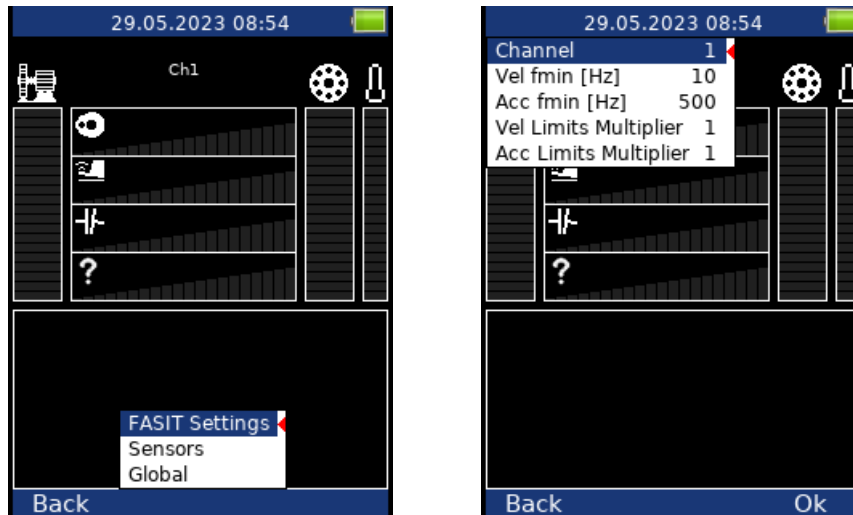 29.05.2023 08:54
Ch1
?
FASIT Settings
Sensors
Global
Back
29.05.2023 08:54
Channel 1
Vel fmin [Hz] 10
Acc fmin [Hz] 500
Vel Limits Multiplier 1
Acc Limits Multiplier 1
?
Back Ok